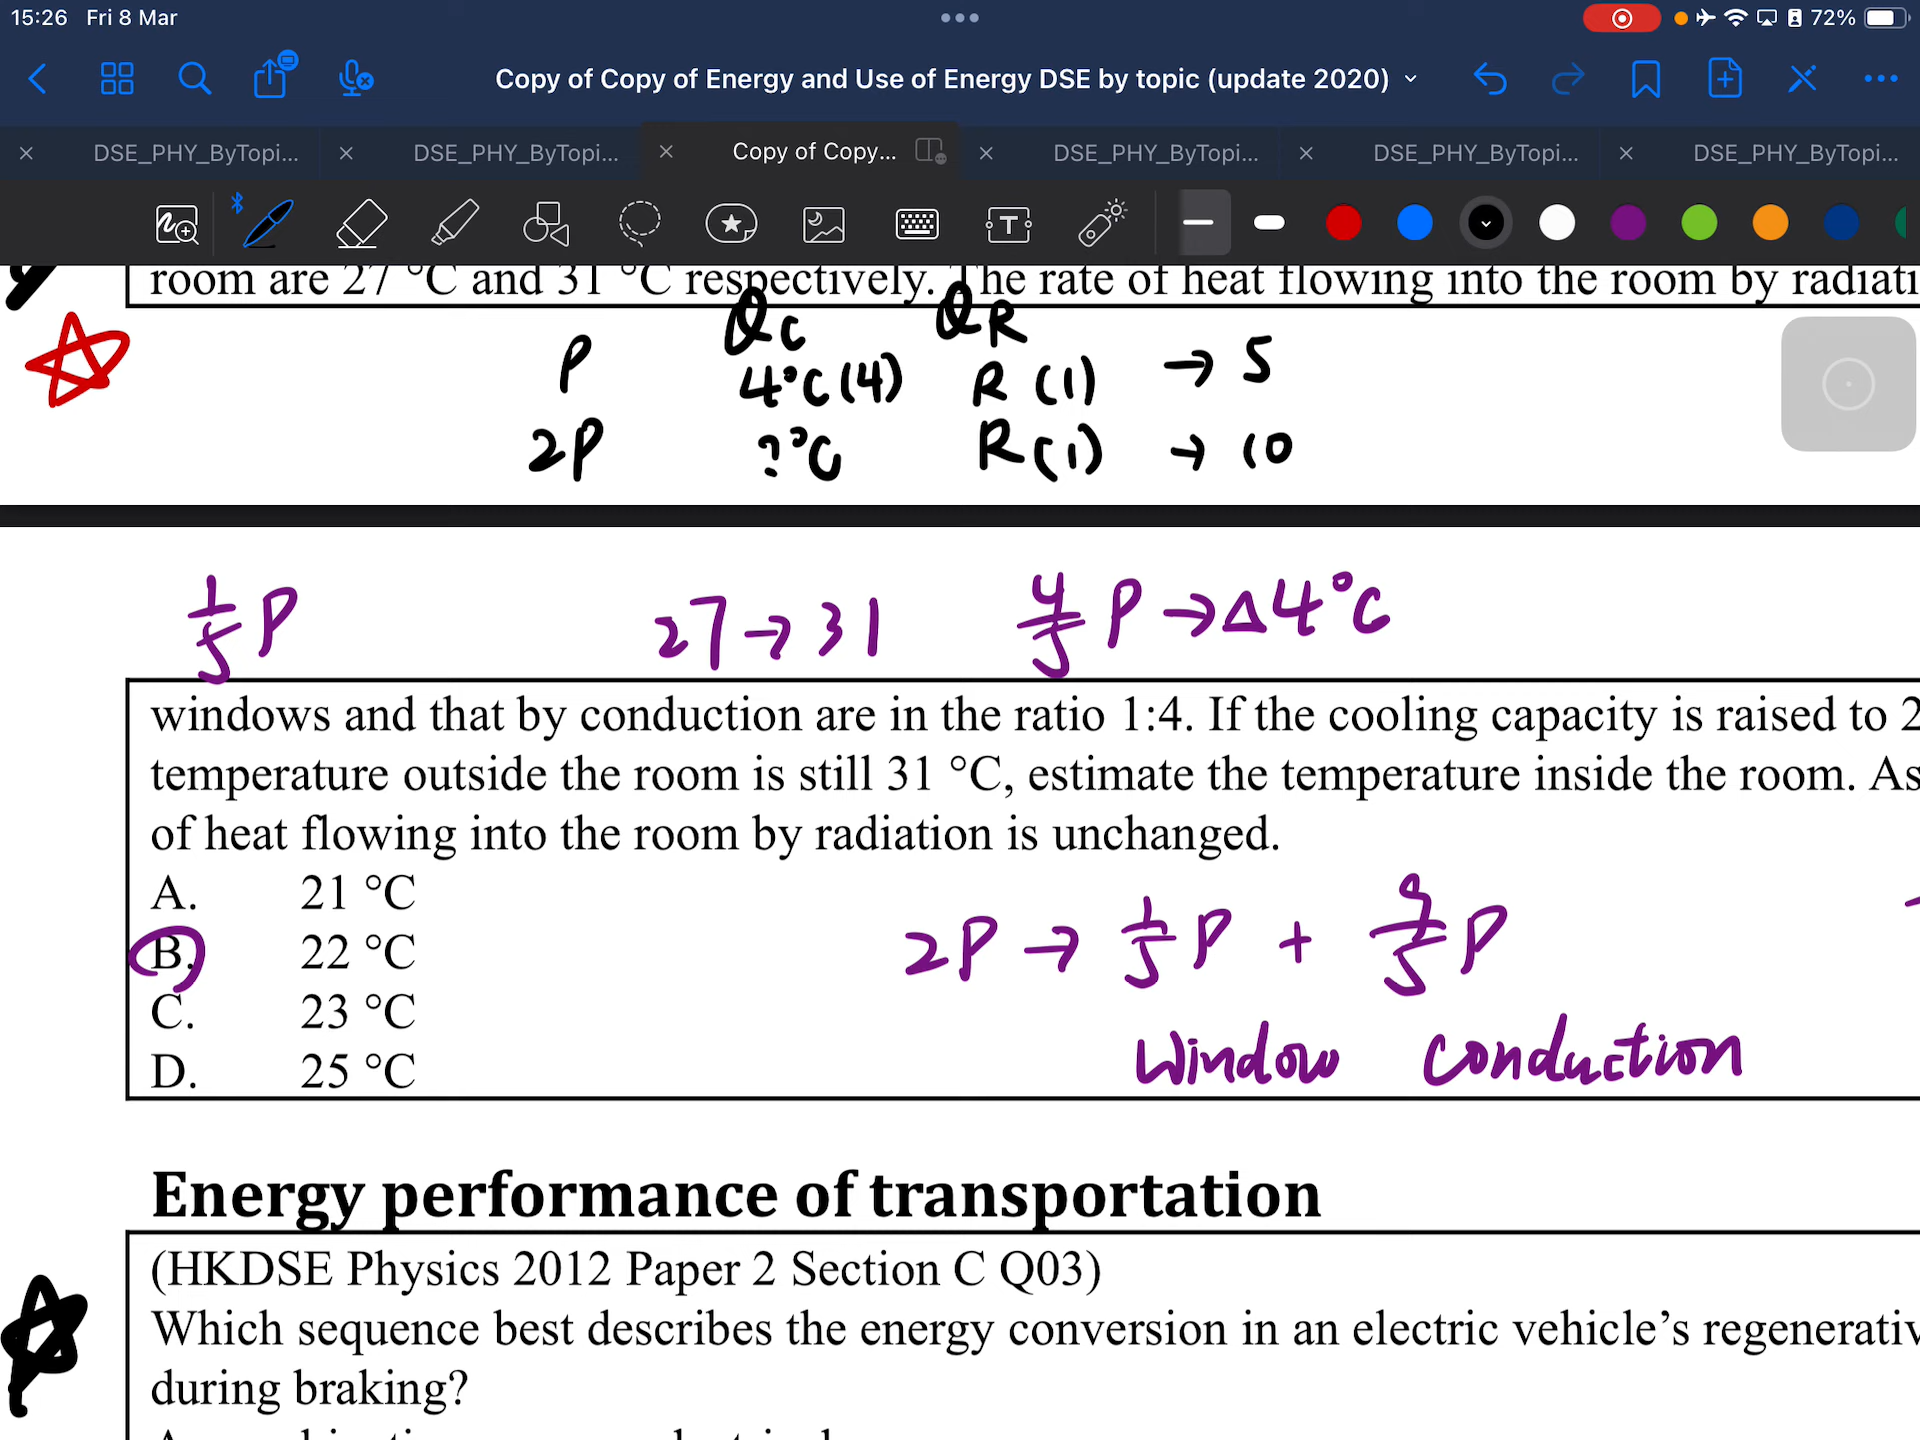 15:26 Fri 8 Mar
72%
Copy of Copy of Energy and Use of Energy DSE by topic (update 2020)
DSE_PHY_ByTopi... DSE_PHY_ByTopi... Copy of Copy... DSE_PHY_ByTopi... DSE_PHY_ByTopi... DSE_PHY_ByTopi...
room are 27 °C and 31 °C respectively. The rate of heat flowing into the room by radiati
QC QR
P 4°C (4) R (1) → 5
2P ?°C R (1) → 10
1/5 P 27 → 31 4/5 P → Δ4°C
windows and that by conduction are in the ratio 1:4. If the cooling capacity is raised to 2
temperature outside the room is still 31 °C, estimate the temperature inside the room. As
of heat flowing into the room by radiation is unchanged.
A. 21 °C
B. 22 °C
C. 23 °C
D. 25 °C
2P → 1/5 P + 9/5 P
Window Conduction
Energy performance of transportation
(HKDSE Physics 2012 Paper 2 Section C Q03)
Which sequence best describes the energy conversion in an electric vehicle’s regenerativ
during braking?